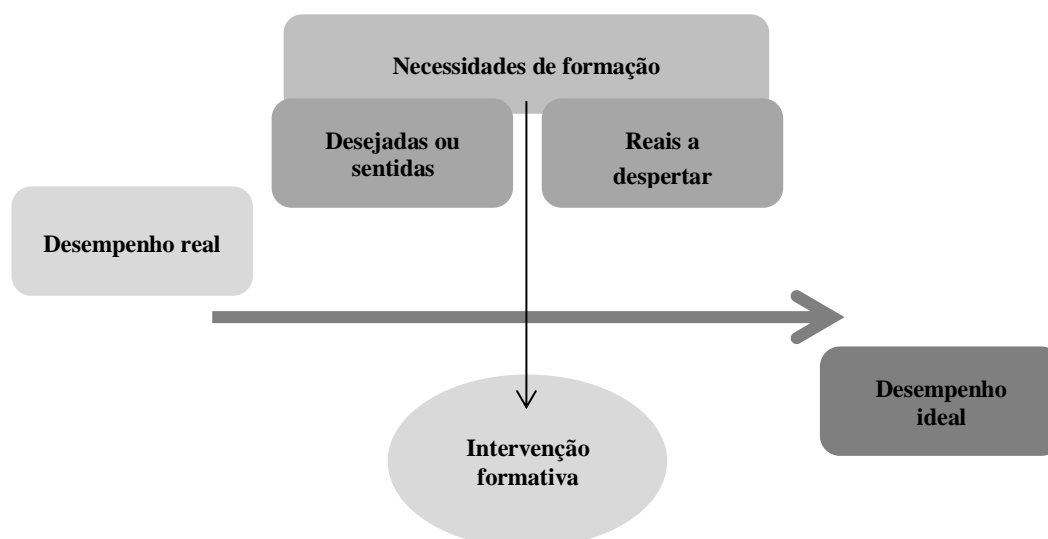 Necessidades de formação
Desejadas ou
sentidas
Reais a
despertar
Desempenho real
Desempenho
ideal
Intervenção
formativa